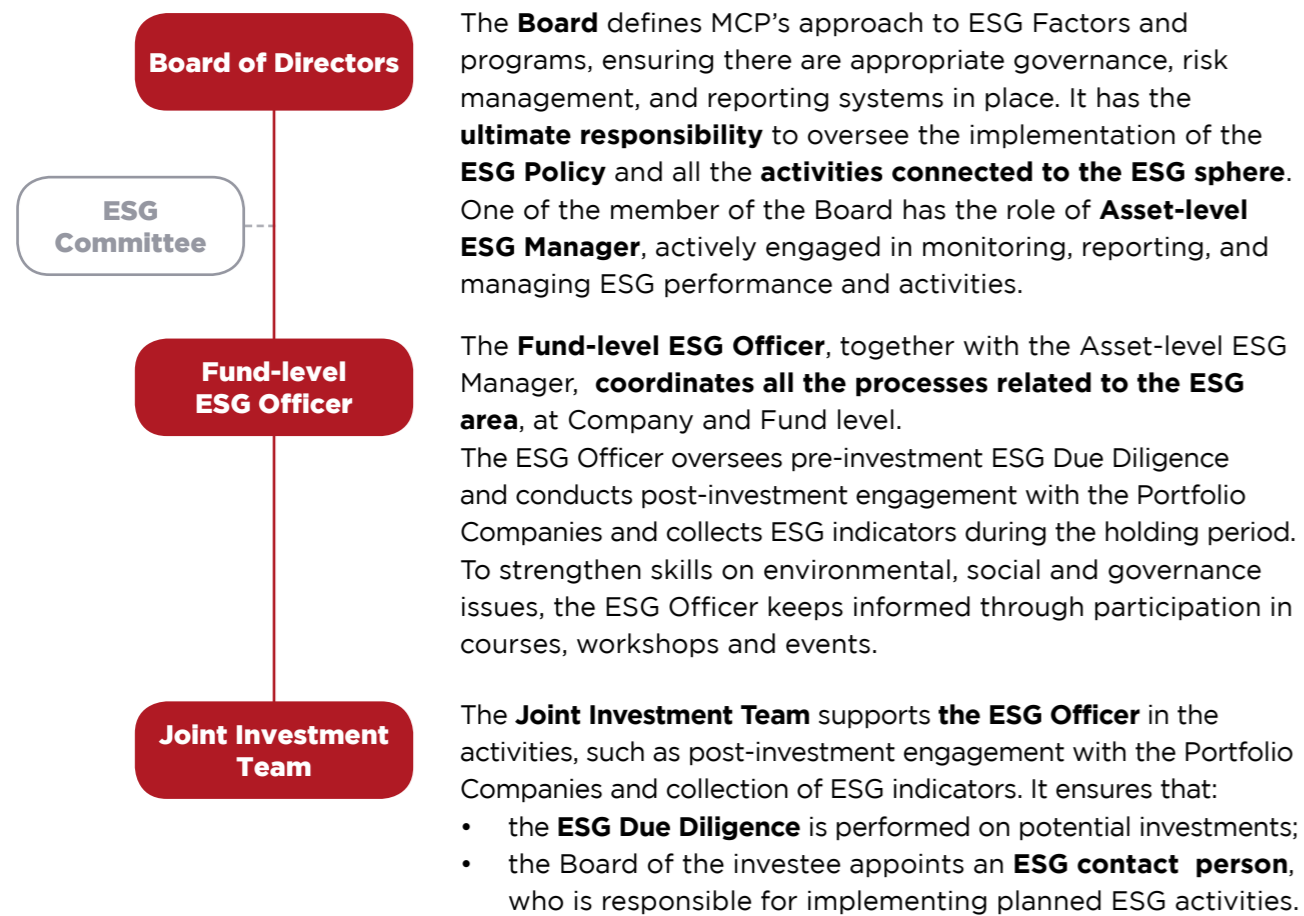 Board of Directors
The Board defines MCP's approach to ESG Factors and
programs, ensuring there are appropriate governance, risk
management, and reporting systems in place. It has the
ultimate responsibility to oversee the implementation of the
ESG Policy and all the activities connected to the ESG sphere.
One of the member of the Board has the role of Asset-level
ESG Manager, actively engaged in monitoring, reporting, and
managing ESG performance and activities.
ESG
Committee
Fund-level
ESG Officer
The Fund-level ESG Officer, together with the Asset-level ESG
Manager,  coordinates all the processes related to the ESG
area, at Company and Fund level.
The ESG Officer oversees pre-investment ESG Due Diligence
and conducts post-investment engagement with the Portfolio
Companies and collects ESG indicators during the holding period.
To strengthen skills on environmental, social and governance
issues, the ESG Officer keeps informed through participation in
courses, workshops and events.
Joint Investment
Team
The Joint Investment Team supports the ESG Officer in the
activities, such as post-investment engagement with the Portfolio
Companies and collection of ESG indicators. It ensures that:
• the ESG Due Diligence is performed on potential investments;
• the Board of the investee appoints an ESG contact  person,
who is responsible for implementing planned ESG activities.